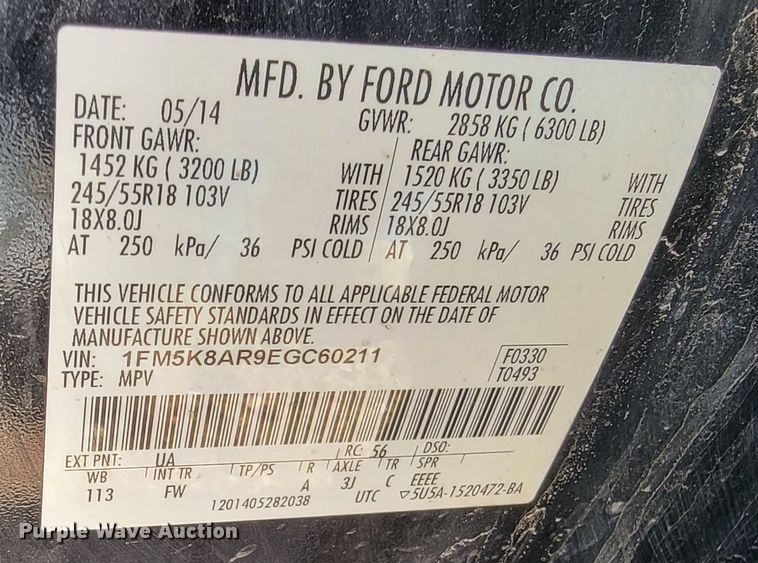 MFD. BY FORD MOTOR CO.
DATE: 05/14 GVWR: 2858 KG ( 6300 LB)
FRONT GAWR: REAR GAWR:
1452 KG ( 3200 LB) WITH 1520 KG ( 3350 LB) WITH
245/55R18 103V TIRES 245/55R18 103V TIRES
18X8.0J RIMS 18X8.0J RIMS
AT 250 kPa/ 36 PSI COLD AT 250 kPa/ 36 PSI COLD
THIS VEHICLE CONFORMS TO ALL APPLICABLE FEDERAL MOTOR
VEHICLE SAFETY STANDARDS IN EFFECT ON THE DATE OF
MANUFACTURE SHOWN ABOVE.
VIN: 1FM5K8AR9EGC60211 F0330
TYPE: MPV T0493
EXT PNT: UA RC: 56 DSO:
WB INT TR TP/PS R AXLE TR SPR
113 FW A 3J C EEEE
1201405282038 UTC ▽5U5A-1520472-BA
Purple Wave Auction